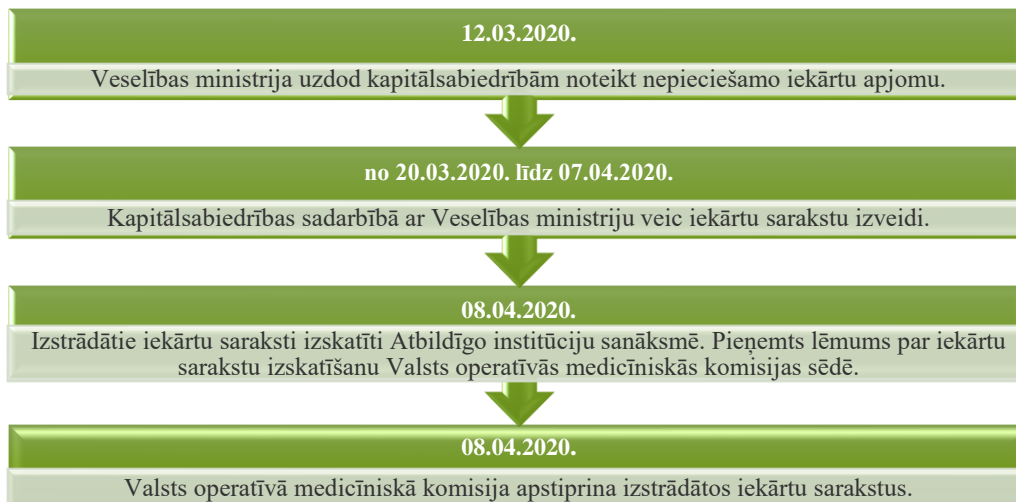 12.03.2020.
Veselības ministrija uzdod kapitālsabiedrībām noteikt nepieciešamo iekārtu apjomu.
no 20.03.2020. līdz 07.04.2020.
Kapitālsabiedrības sadarbībā ar Veselības ministriju veic iekārtu sarakstu izveidi.
08.04.2020.
Izstrādātie iekārtu saraksti izskatīti Atbildīgo institūciju sanāksmē. Pieņemts lēmums par iekārtu
sarakstu izskatīšanu Valsts operatīvās medicīniskās komisijas sēdē.
08.04.2020.
Valsts operatīvā medicīniskā komisija apstiprina izstrādātos iekārtu sarakstus.